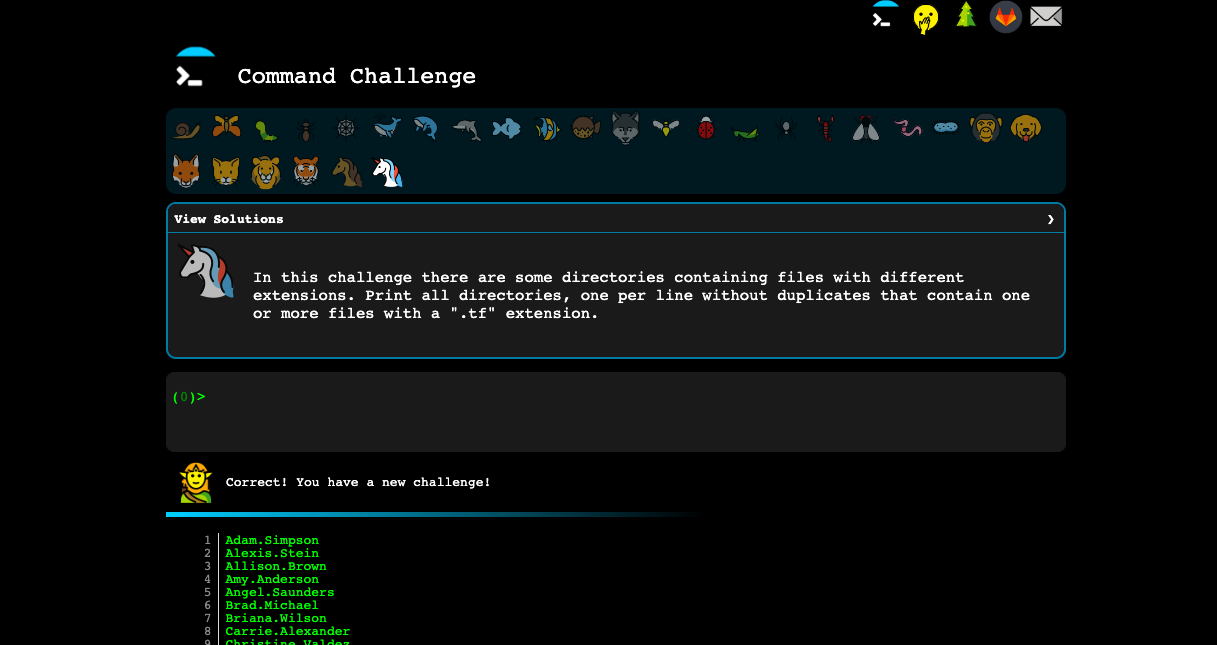 Command Challenge
View Solutions ❯
In this challenge there are some directories containing files with different
extensions. Print all directories, one per line without duplicates that contain one
or more files with a ".tf" extension.
(0)>
Correct! You have a new challenge!
1 Adam.Simpson
2 Alexis.Stein
3 Allison.Brown
4 Amy.Anderson
5 Angel.Saunders
6 Brad.Michael
7 Briana.Wilson
8 Carrie.Alexander
9 Christine.Valdez